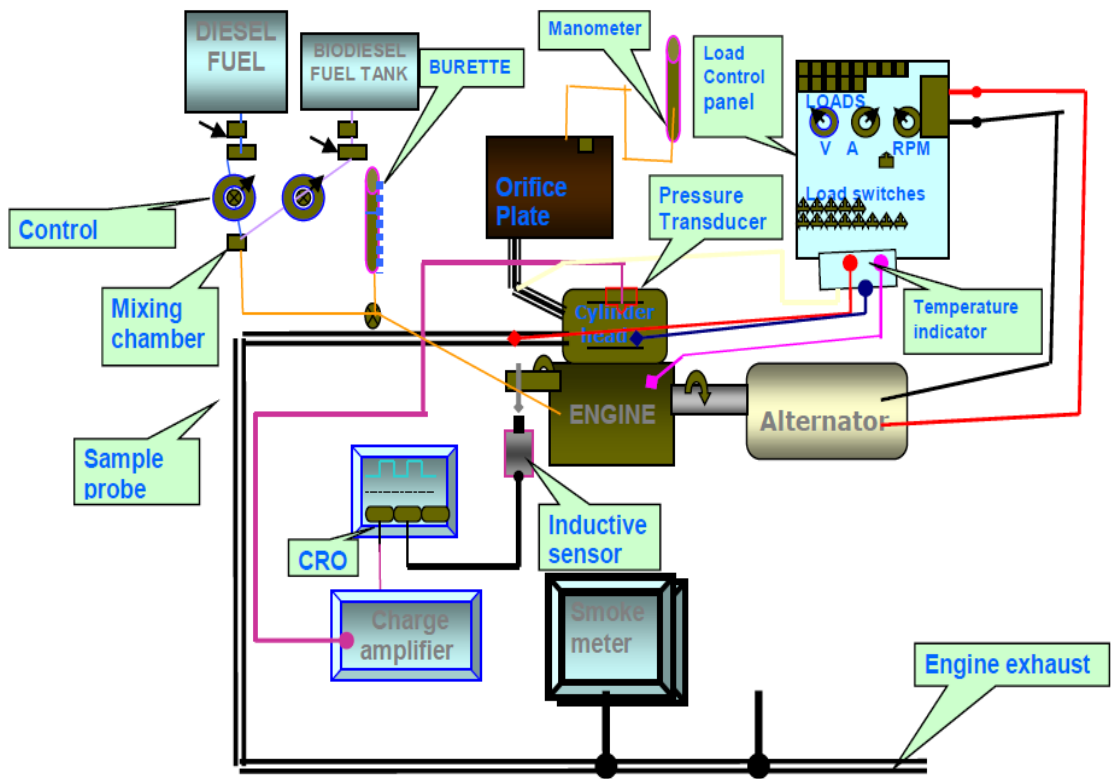 DIESEL
FUEL
BIODIESEL
FUEL TANK
BURETTE
Manometer
Load
Control
panel
LOADS
V A RPM
Load switches
Orifice
Plate
Pressure
Transducer
Control
Mixing
chamber
Cylinder
head
Temperature
indicator
ENGINE
Alternator
Sample
probe
CRO
Inductive
sensor
Charge
amplifier
Smoke
meter
Engine exhaust